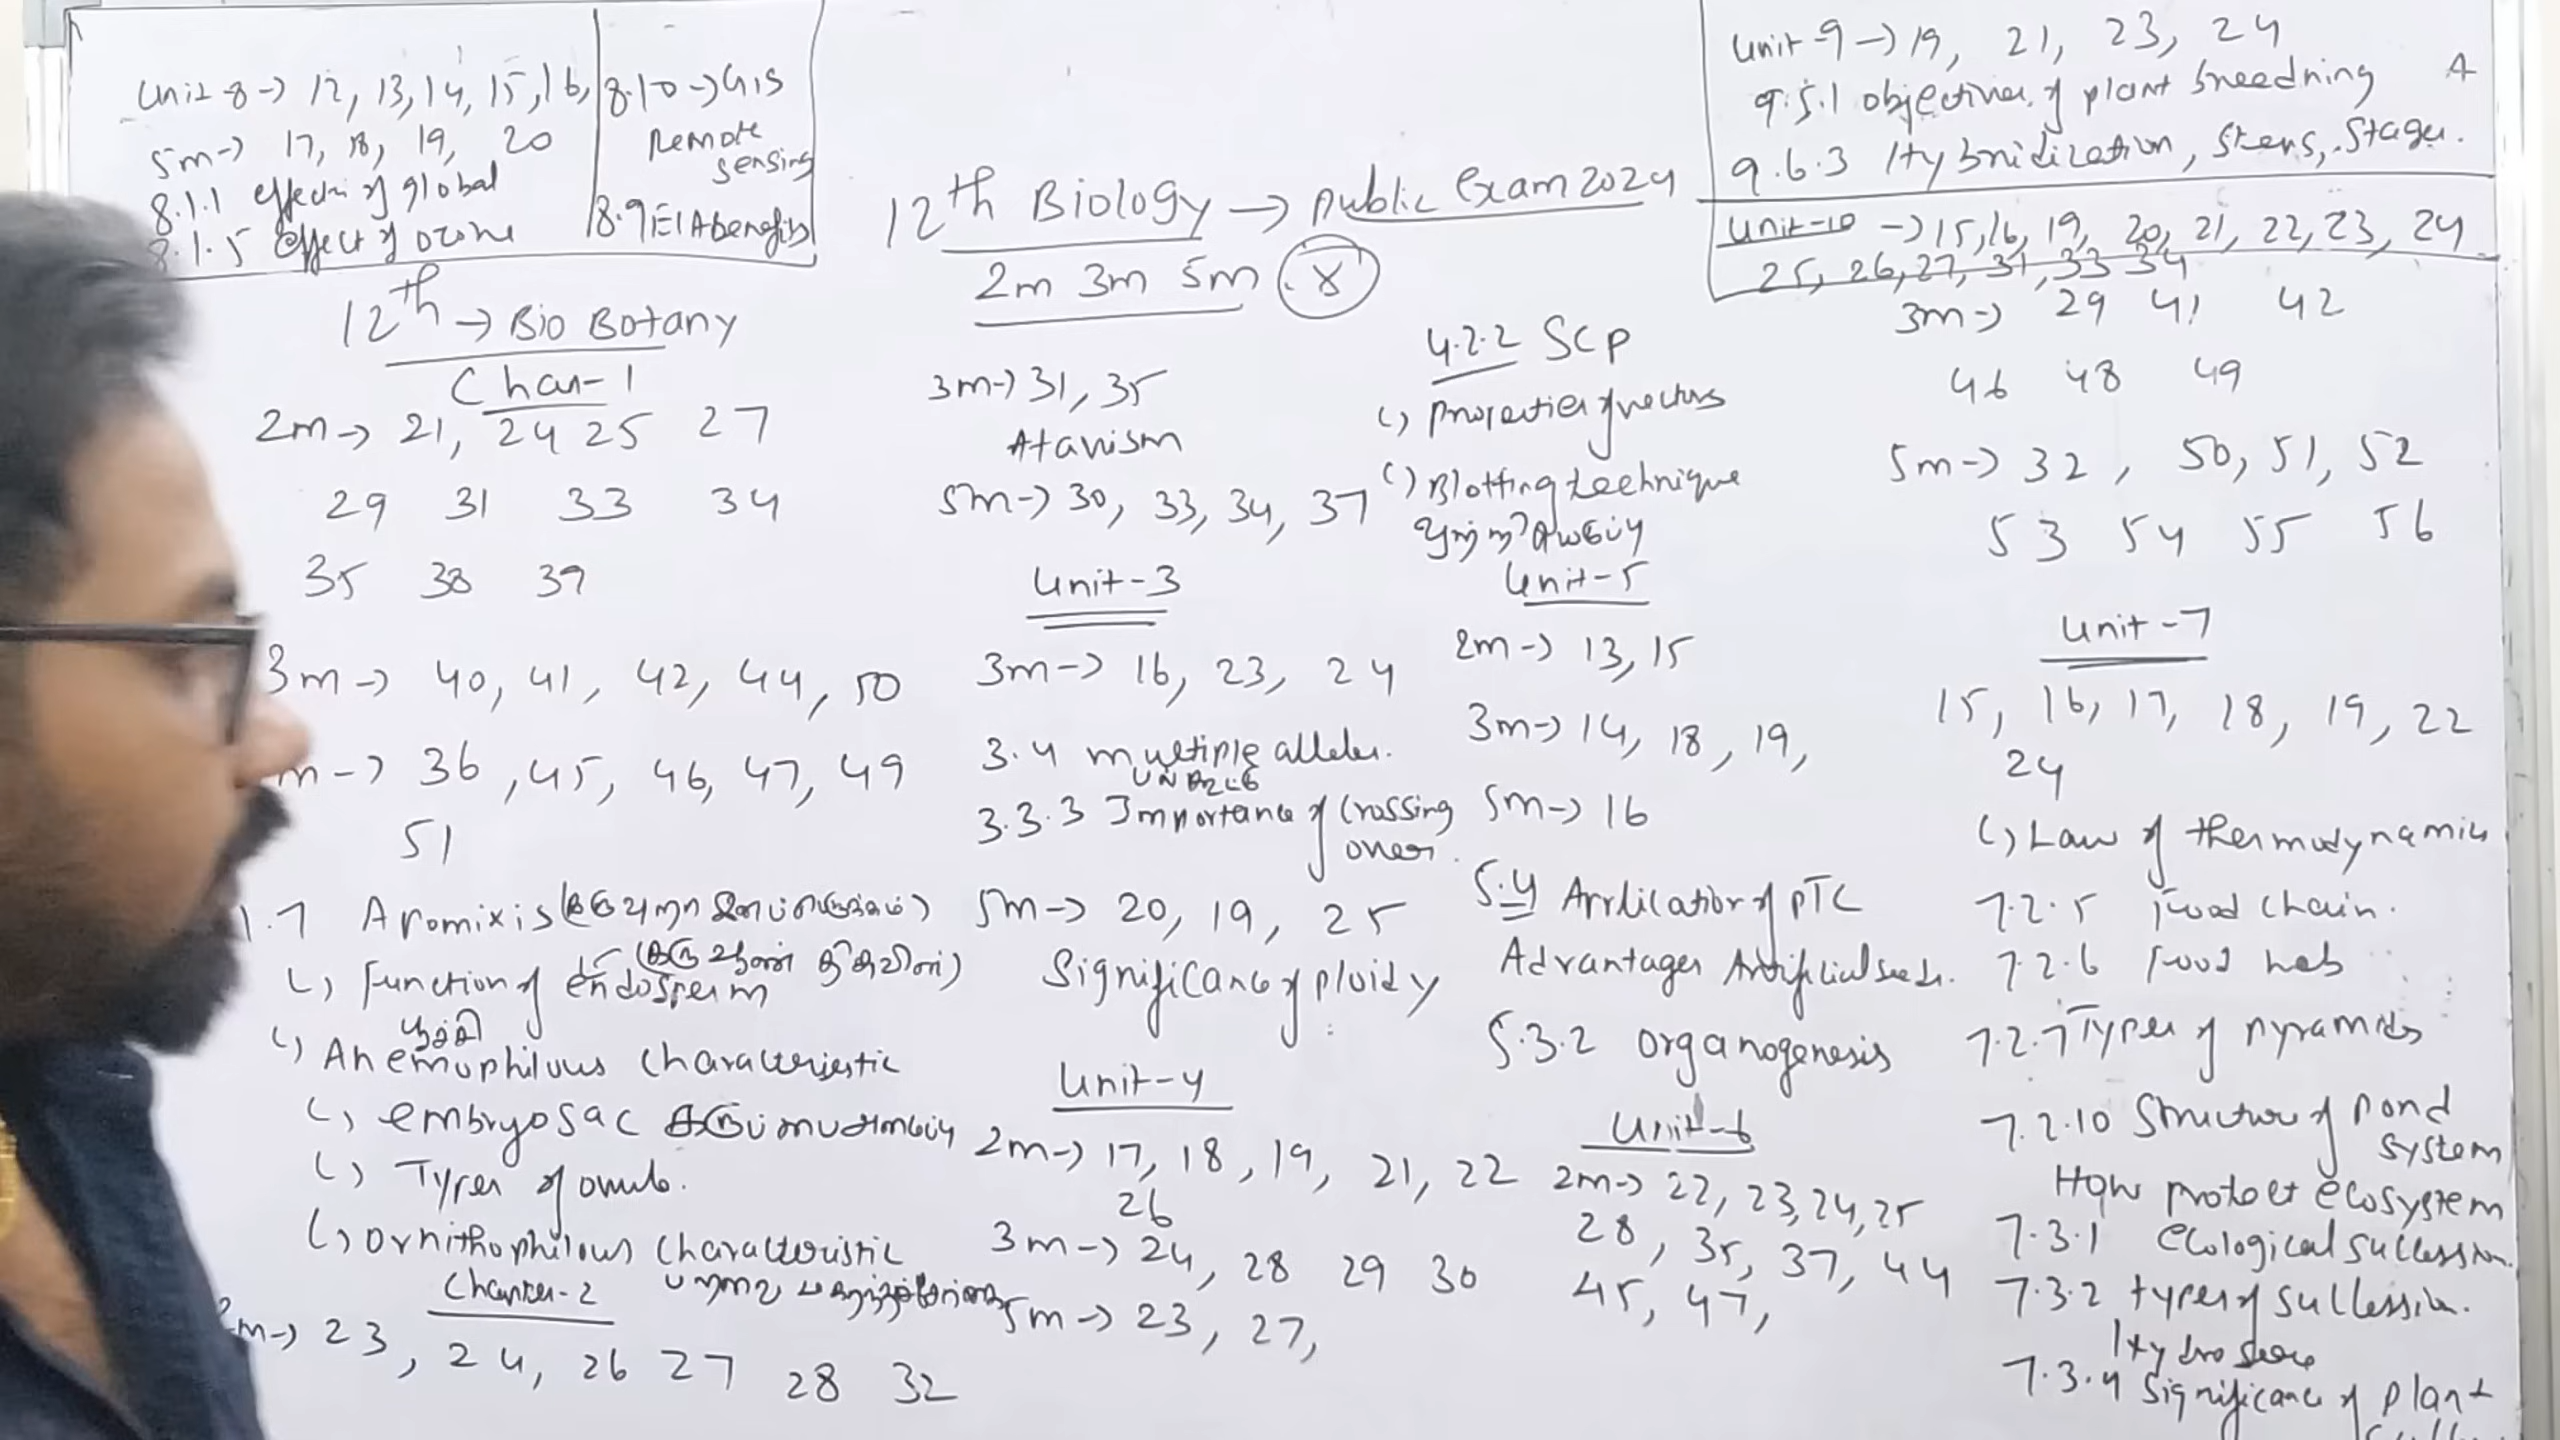 Unit-8 → 12, 13, 14, 15, 16,
5m → 17, 18, 19, 20
8.1.1 effects of global
8.1.5 Effect of ozone
8.10 → GIS
Remote
sensing
8.9 EIA benefits
12th Biology → public Exam 2024
2m 3m 5m
Unit-9 → 19, 21, 23, 24
9.5.1 objectives of plant breedning
9.6.3 Hybridization, Steps, Stages.
Unit-10 → 15, 16, 19, 20, 21, 22, 23, 24
25, 26, 27, 31, 33 34
12th → Bio Botany
Chap-1
2m → 21, 24 25 27
29 31 33 34
35 38 39
3m → 40, 41, 42, 44, 50
m → 36, 45, 46, 47, 49
51
1.7 Apomixis
↳ Function of endosperm
↳ Anemophilous characteriestic
↳ embryosac
↳ Types of ovule.
↳ Ornithophilous characteristic
Chapter-2
2m → 23, 24, 26 27 28 32
3m → 31, 35
Atavism
5m → 30, 33, 34, 37
Unit-3
3m → 16, 23, 24
3.4 multiple alleles.
3.3.3 Importance of crossing
over.
5m → 20, 19, 25
Significance of ploidy
Unit-4
2m → 17, 18, 19, 21, 22
26
3m → 24, 28 29 30
5m → 23, 27,
4.2.2 SCP
↳ Properties of vectors
↳ Blotting technique
Unit-5
2m → 13, 15
3m → 14, 18, 19,
5m → 16
5.4 Application of PTC
Advantages Artificial seeds.
5.3.2 organogenesis
Unit-6
2m → 22, 23, 24, 25
28, 35, 37, 44
45, 47,
3m → 29 41 42
46 48 49
5m → 32, 50, 51, 52
53 54 55 56
Unit-7
15, 16, 17, 18, 19, 22
24
↳ Law of thermodynamics
7.2.5 Food chain.
7.2.6 Food web
7.2.7 Types of pyramids
7.2.10 Structure of pond
system
How protect ecosystem
7.3.1 ecological succession.
7.3.2 types of succession.
Hydrosere
7.3.4 Significance of plant